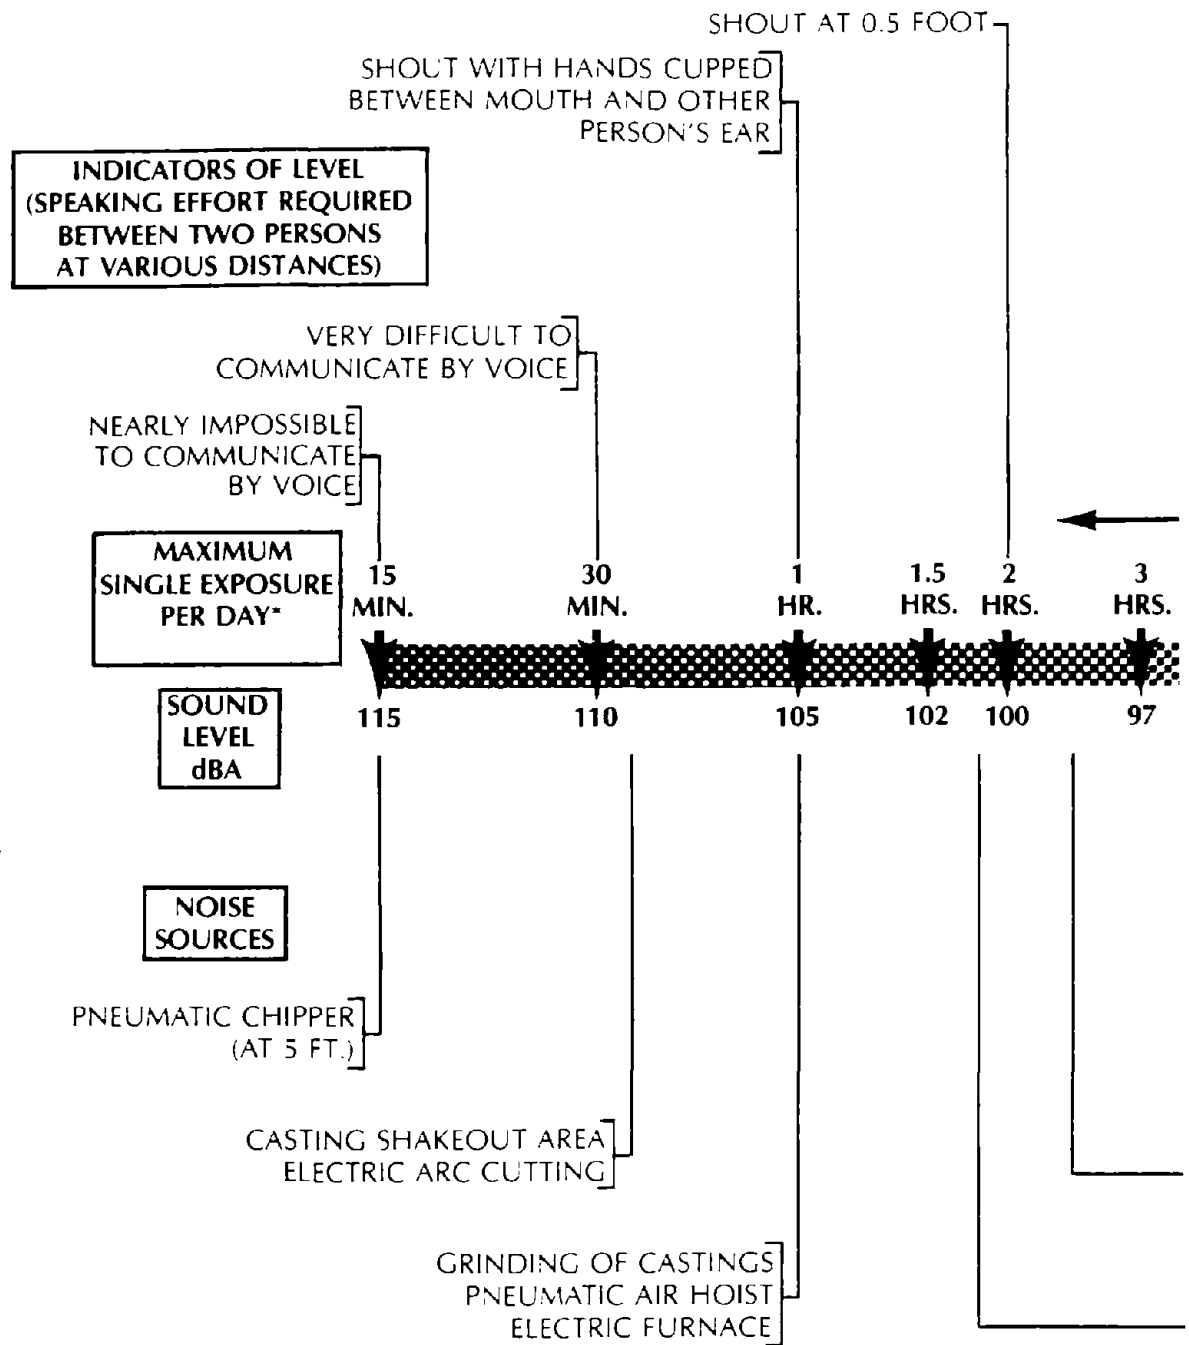 SHOUT AT 0.5 FOOT
SHOUT WITH HANDS CUPPED
BETWEEN MOUTH AND OTHER
PERSON'S EAR
INDICATORS OF LEVEL
(SPEAKING EFFORT REQUIRED
BETWEEN TWO PERSONS
AT VARIOUS DISTANCES)
VERY DIFFICULT TO
COMMUNICATE BY VOICE
NEARLY IMPOSSIBLE
TO COMMUNICATE
BY VOICE
MAXIMUM
SINGLE EXPOSURE
PER DAY*
15 30 1 1.5 2 3
MIN. MIN. HR. HRS. HRS. HRS.
SOUND
LEVEL
dBA
115 110 105 102 100 97
NOISE
SOURCES
PNEUMATIC CHIPPER
(AT 5 FT.)
CASTING SHAKEOUT AREA
ELECTRIC ARC CUTTING
GRINDING OF CASTINGS
PNEUMATIC AIR HOIST
ELECTRIC FURNACE